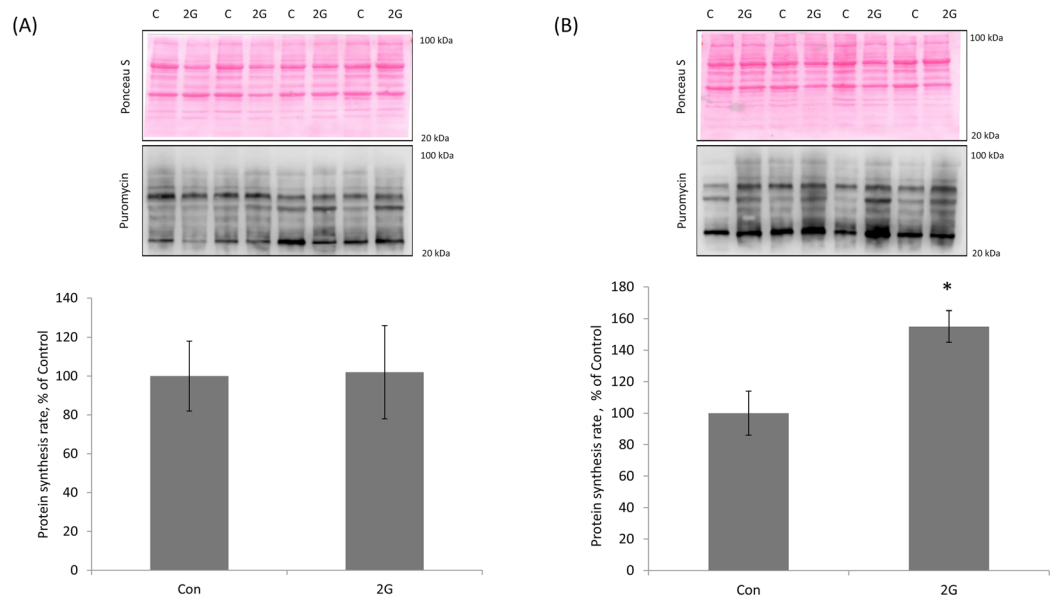 (A)
C 2G C 2G C 2G C 2G
Ponceau S
100 kDa
20 kDa
Puromycin
100 kDa
20 kDa
Protein synthesis rate, % of Control
140
120
100
80
60
40
20
0
Con 2G
(B)
C 2G C 2G C 2G C 2G
Ponceau S
100 kDa
20 kDa
Puromycin
100 kDa
20 kDa
Protein synthesis rate , % of Control
180
160
140
120
100
80
60
40
20
0
*
Con 2G